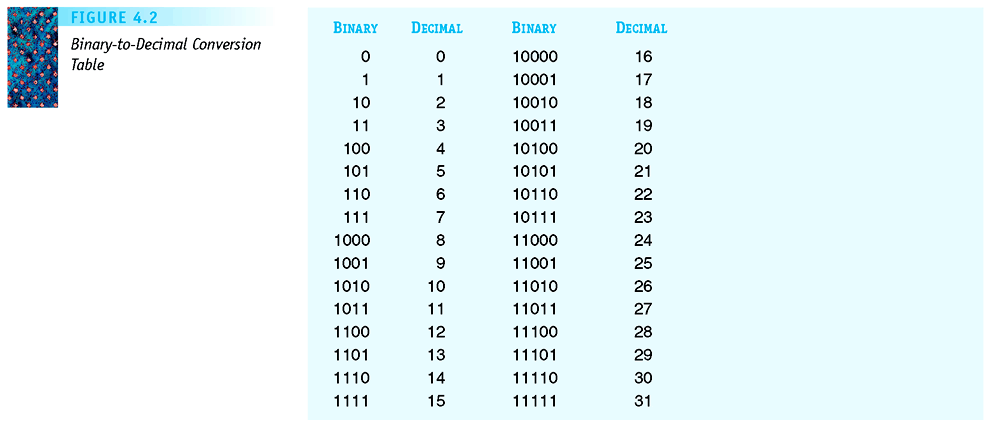 FIGURE 4.2
Binary-to-Decimal Conversion
Table
BINARY DECIMAL BINARY DECIMAL
0 0 10000 16
1 1 10001 17
10 2 10010 18
11 3 10011 19
100 4 10100 20
101 5 10101 21
110 6 10110 22
111 7 10111 23
1000 8 11000 24
1001 9 11001 25
1010 10 11010 26
1011 11 11011 27
1100 12 11100 28
1101 13 11101 29
1110 14 11110 30
1111 15 11111 31